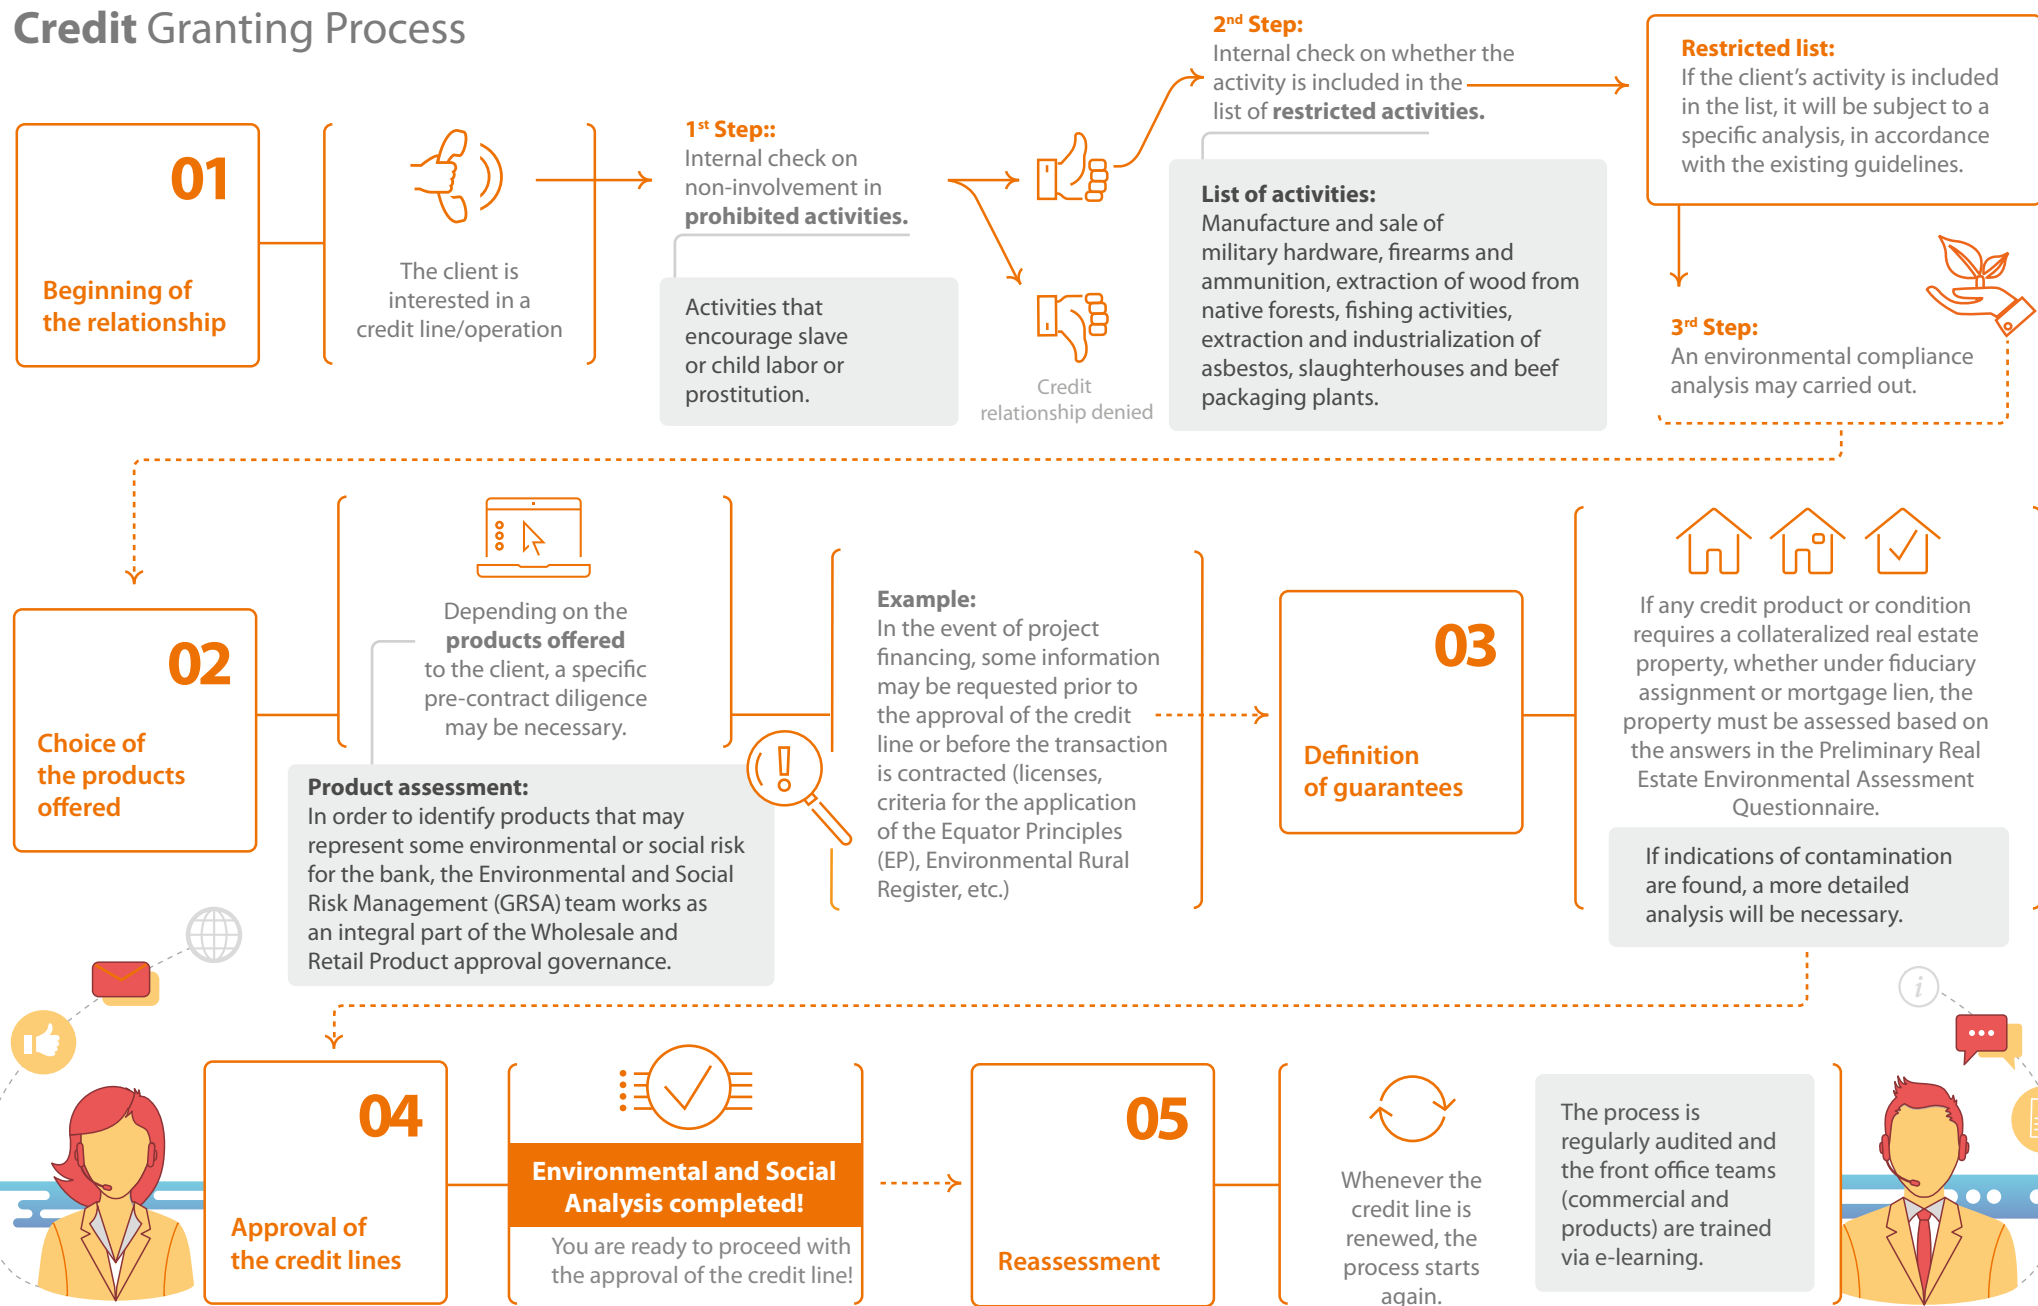 Credit Granting Process
01
Beginning of
the relationship
The client is
interested in a
credit line/operation
1st Step::
Internal check on
non-involvement in
prohibited activities.
Activities that
encourage slave
or child labor or
prostitution.
Credit
relationship denied
2nd Step:
Internal check on whether the
activity is included in the
list of restricted activities.
List of activities:
Manufacture and sale of
military hardware, firearms and
ammunition, extraction of wood from
native forests, fishing activities,
extraction and industrialization of
asbestos, slaughterhouses and beef
packaging plants.
Restricted list:
If the client's activity is included
in the list, it will be subject to a
specific analysis, in accordance
with the existing guidelines.
3rd Step:
An environmental compliance
analysis may carried out.
02
Choice of
the products
offered
Depending on the
products offered
to the client, a specific
pre-contract diligence
may be necessary.
Product assessment:
In order to identify products that may
represent some environmental or social risk
for the bank, the Environmental and Social
Risk Management (GRSA) team works as
an integral part of the Wholesale and
Retail Product approval governance.
Example:
In the event of project
financing, some information
may be requested prior to
the approval of the credit
line or before the transaction
is contracted (licenses,
criteria for the application
of the Equator Principles
(EP), Environmental Rural
Register, etc.)
03
Definition
of guarantees
If any credit product or condition
requires a collateralized real estate
property, whether under fiduciary
assignment or mortgage lien, the
property must be assessed based on
the answers in the Preliminary Real
Estate Environmental Assessment
Questionnaire.
If indications of contamination
are found, a more detailed
analysis will be necessary.
04
Approval of
the credit lines
Environmental and Social
Analysis completed!
You are ready to proceed with
the approval of the credit line!
05
Reassessment
Whenever the
credit line is
renewed, the
process starts
again.
The process is
regularly audited and
the front office teams
(commercial and
products) are trained
via e-learning.
i